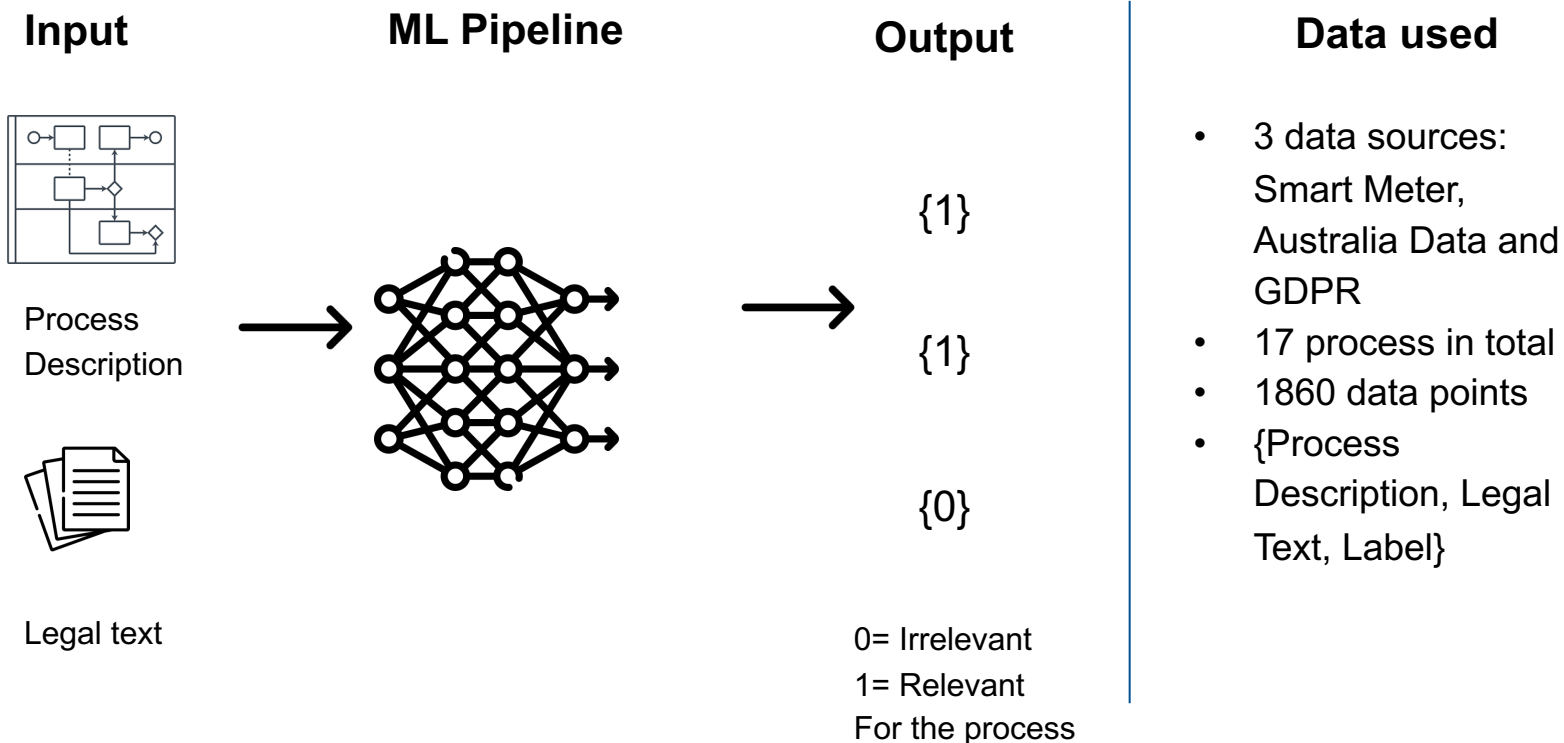 Input
ML Pipeline
Output
Data used
Process
Description
Legal text
{1}
{1}
{0}
0= Irrelevant
1= Relevant
For the process
• 3 data sources:
Smart Meter,
Australia Data and
GDPR
• 17 process in total
• 1860 data points
• {Process
Description, Legal
Text, Label}